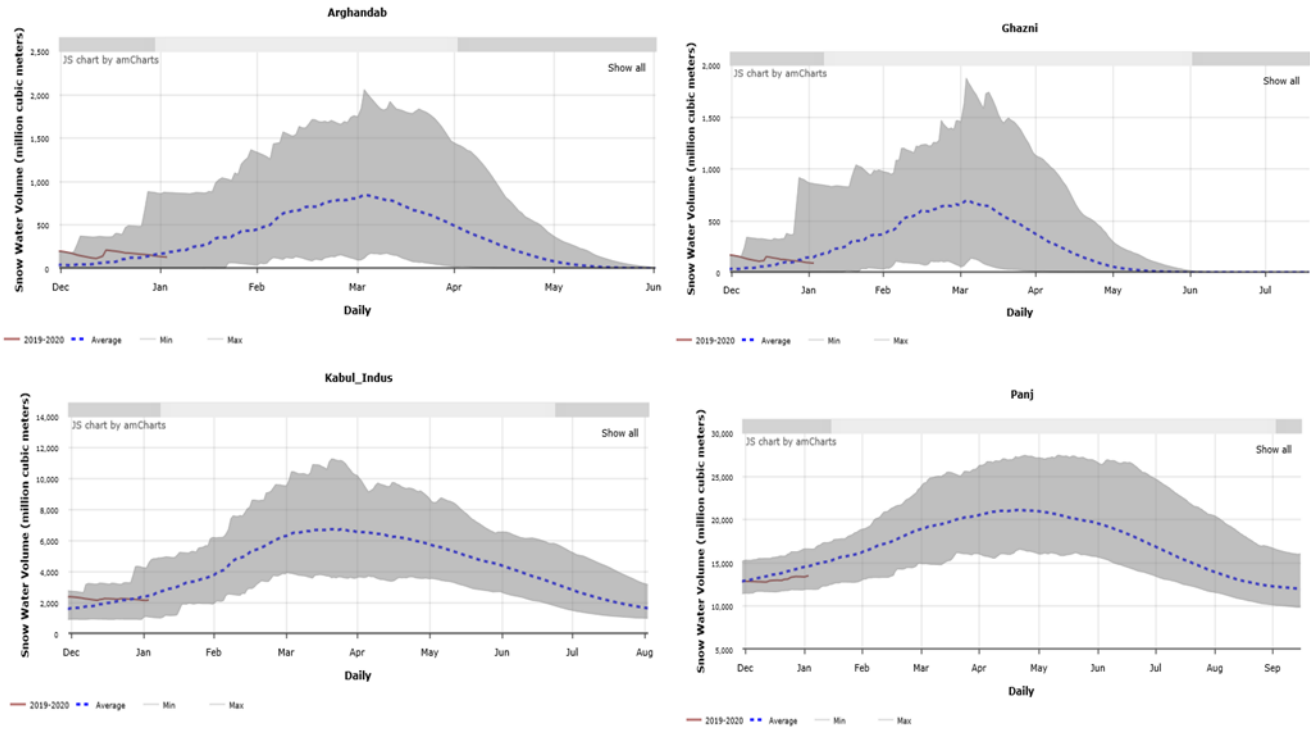 Arghandab
Snow Water Volume (million cubic meters)
JS chart by amCharts
Show all
2,500
2,000
1,500
1,000
500
0
Dec Jan Feb Mar Apr May Jun
Daily
2019-2020 Average Min Max
Ghazni
Snow Water Volume (million cubic meters)
JS chart by amCharts
Show all
2,000
1,500
1,000
500
0
Dec Jan Feb Mar Apr May Jun Jul
Daily
2019-2020 Average Min Max
Kabul_Indus
Snow Water Volume (million cubic meters)
JS chart by amCharts
Show all
14,000
12,000
10,000
8,000
6,000
4,000
2,000
0
Dec Jan Feb Mar Apr May Jun Jul Aug
Daily
2019-2020 Average Min Max
Panj
Snow Water Volume (million cubic meters)
JS chart by amCharts
Show all
30,000
25,000
20,000
15,000
10,000
5,000
Dec Jan Feb Mar Apr May Jun Jul Aug Sep
Daily
2019-2020 Average Min Max